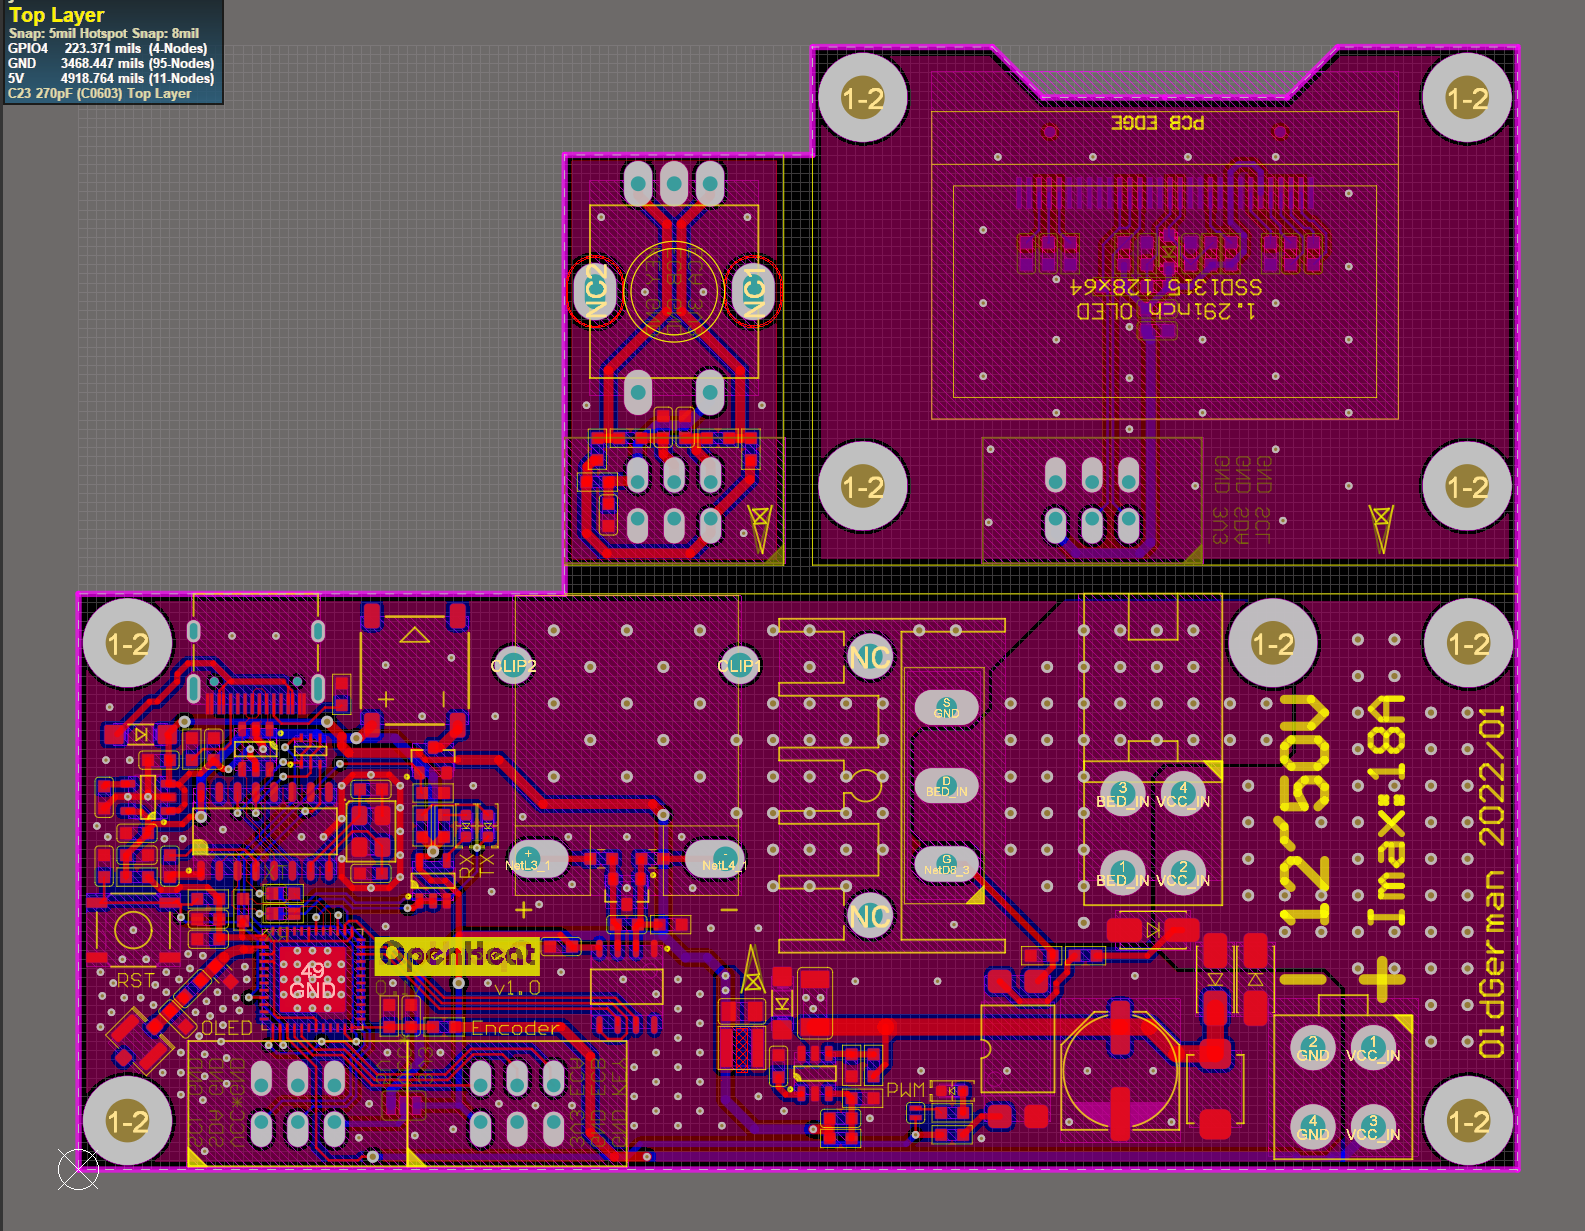 Top Layer
Snap: 5mil Hotspot Snap: 8mil
GPIO4 223.371 mils (4-Nodes)
GND 3468.447 mils (95-Nodes)
5V 4918.764 mils (11-Nodes)
C23 270pF (C0603) Top Layer
1-2
1-2
PCB EDGE
NC2
NC1
SSD1315 128x64
1.29inch OLED
1-2
1-2
GND 3V3
GND SDA
GND SCL
1-2
CLIP2
CLIP1
NC
1-2
1-2
S
GND
D
BED_IN
G
NetD8_3
3
BED_IN
4
VCC_IN
1
BED_IN
2
VCC_IN
12~50V
Imax:18A
OldGerman 2022/01
+
-
RX
TX
+
NetL3_1
-
NetL4_1
+
-
NC
RST
49
GND
OpenHeat
v1.0
OLED
Encoder
PWM
+
-
2
GND
1
VCC_IN
4
GND
3
VCC_IN
1-2
1-2